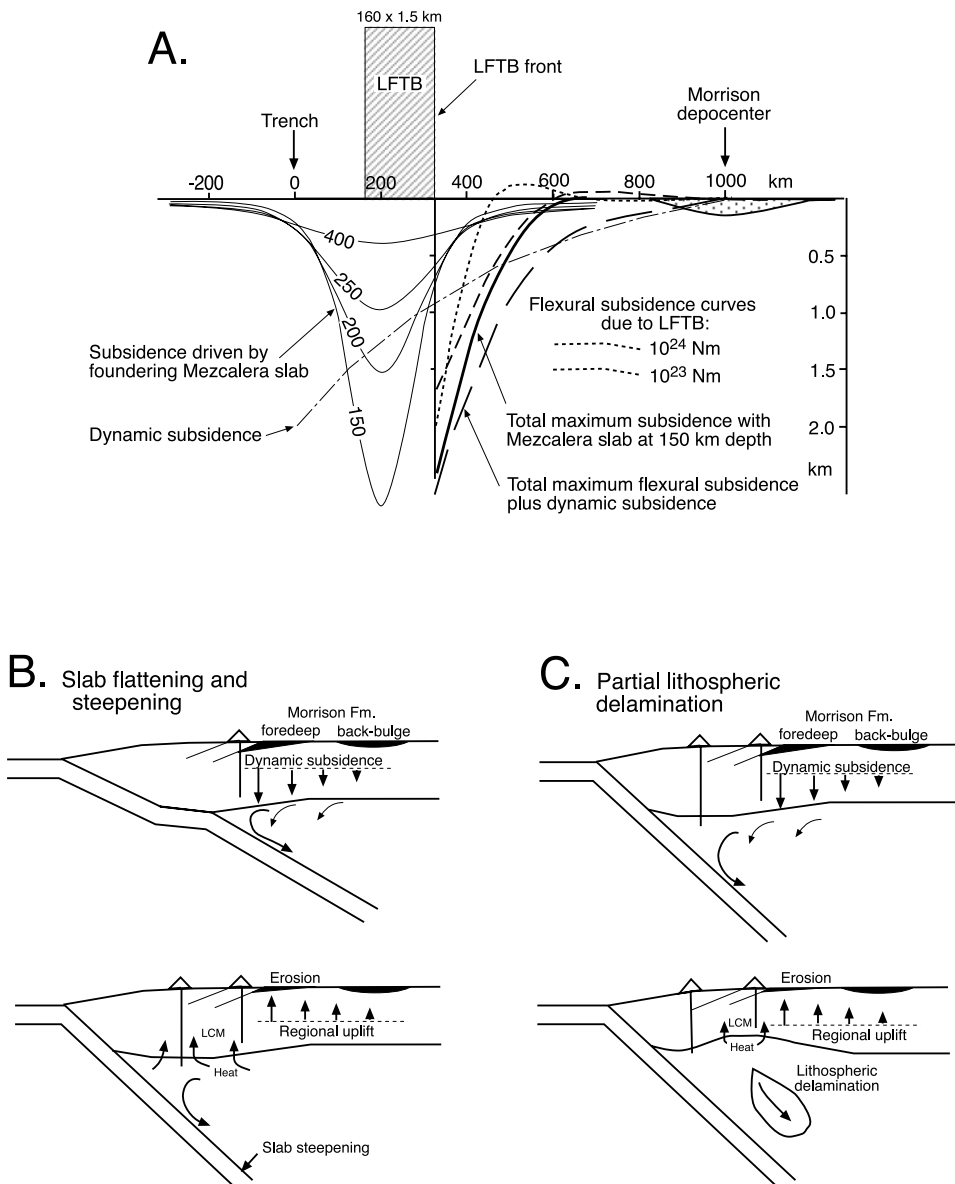 160 x 1.5 km
A.
LFTB
LFTB front
Trench
Morrison
depocenter
-200 0 200 400 600 800 1000 km
400
250
200
150
0.5
1.0
1.5
2.0
km
Flexural subsidence curves
due to LFTB:
10²⁴ Nm
10²³ Nm
Subsidence driven by
foundering Mezcalera slab
Dynamic subsidence
Total maximum subsidence with
Mezcalera slab at 150 km depth
Total maximum flexural subsidence
plus dynamic subsidence
B. Slab flattening and
steepening
Morrison Fm.
foredeep back-bulge
Dynamic subsidence
Erosion
LCM
Heat
Regional uplift
Slab steepening
C. Partial lithospheric
delamination
Morrison Fm.
foredeep back-bulge
Dynamic subsidence
Erosion
LCM
Heat
Regional uplift
Lithospheric
delamination